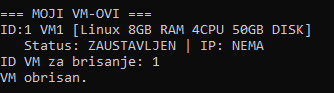 === MOJI VM-OVI ===
ID:1 VM1 [Linux 8GB RAM 4CPU 50GB DISK]
Status: ZAUSTAVLJEN | IP: NEMA
ID VM za brisanje: 1
VM obrisan.